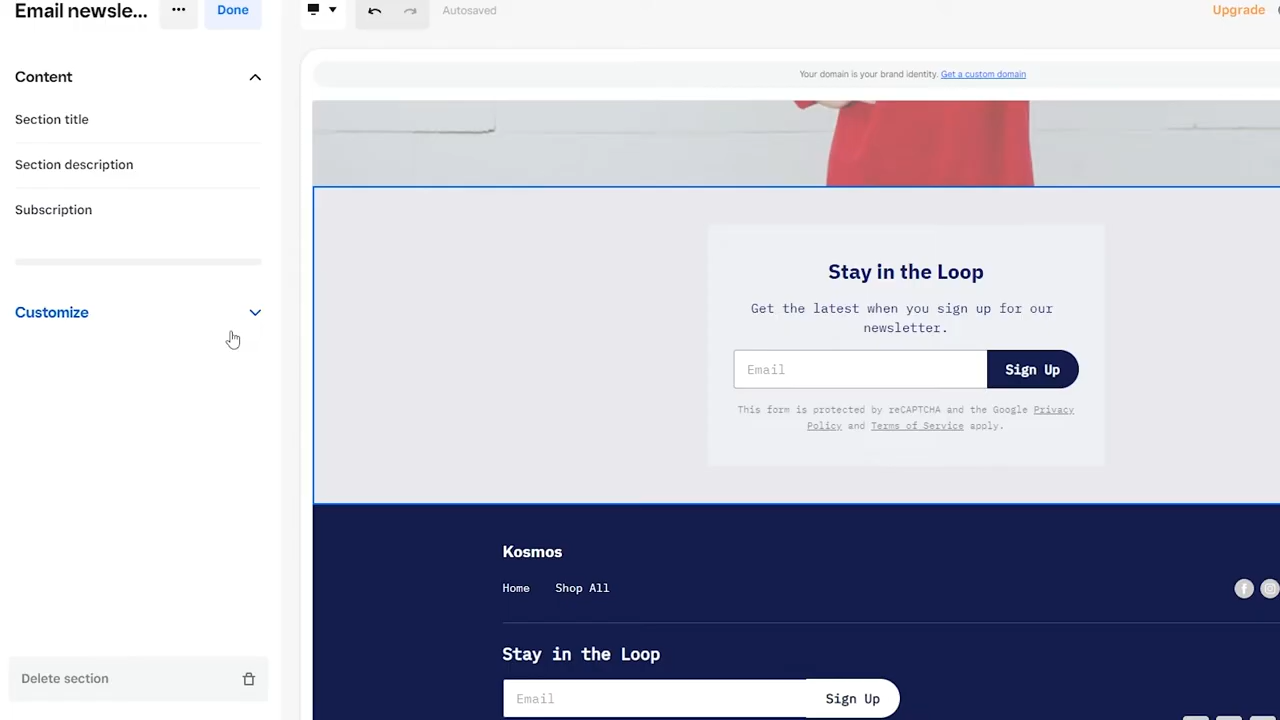 Email newsle...
Done
Autosaved
Upgrade
Content
Section title
Section description
Subscription
Customize
Delete section
Your domain is your brand identity. Get a custom domain
Stay in the Loop
Get the latest when you sign up for our
newsletter.
Email
Sign Up
This form is protected by reCAPTCHA and the Google Privacy
Policy and Terms of Service apply.
Kosmos
Home
Shop All
Stay in the Loop
Email
Sign Up